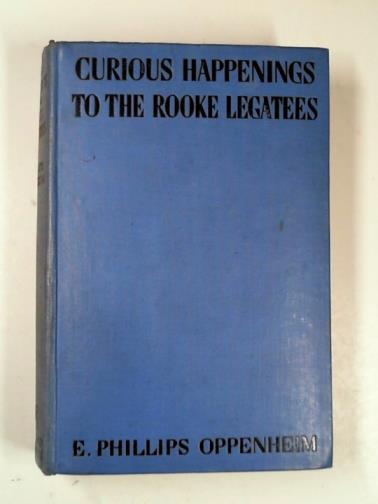 CURIOUS HAPPENINGS
TO THE ROOKE LEGATEES
E. PHILLIPS OPPENHEIM